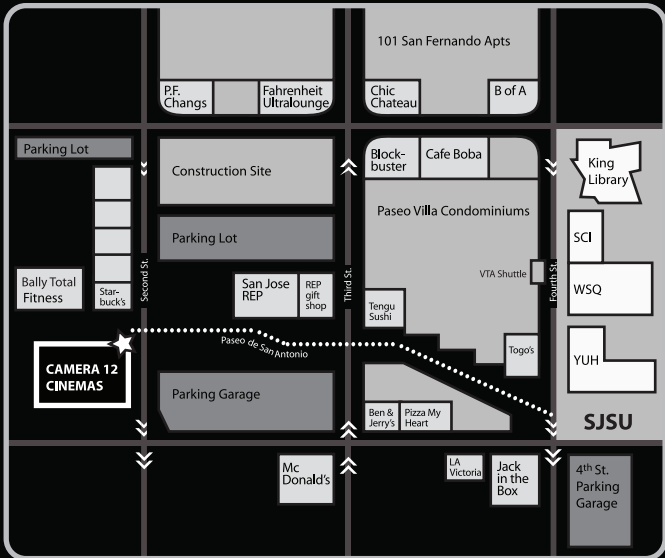 101 San Fernando Apts
P.F.
Changs
Fahrenheit
Ultralounge
Chic
Chateau
B of A
Parking Lot
Construction Site
Block-
buster
Cafe Boba
King
Library
Paseo Villa Condominiums
Parking Lot
SCI
Second St.
Third St.
Fourth St.
VTA Shuttle
Bally Total
Fitness
Star-
buck's
San Jose
REP
REP
gift
shop
WSQ
Tengu
Sushi
Paseo de San Antonio
Togo's
YUH
CAMERA 12
CINEMAS
Parking Garage
Ben &
Jerry's
Pizza My
Heart
SJSU
Mc
Donald's
LA
Victoria
Jack
in the
Box
4th St.
Parking
Garage